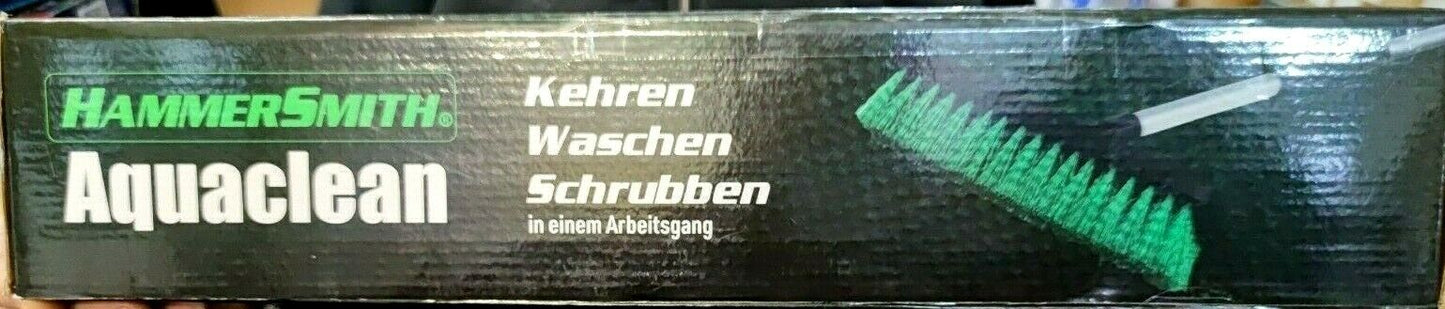 HAMMERSMITH®
Aquaclean
Kehren
Waschen
Schrubben
in einem Arbeitsgang